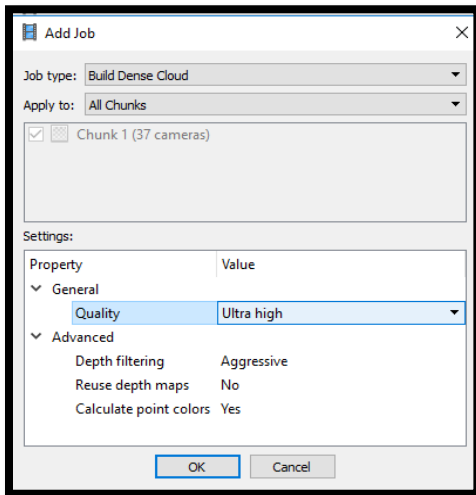 Add Job
Job type: Build Dense Cloud
Apply to: All Chunks
Chunk 1 (37 cameras)
Settings:
Property Value
General
Quality Ultra high
Advanced
Depth filtering Aggressive
Reuse depth maps No
Calculate point colors Yes
OK Cancel